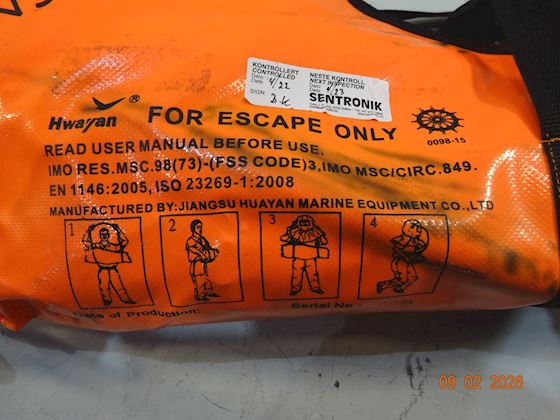 KONTROLLERT
CONTROLLED
Dato:
Date: 4/22
SIGN:
NESTE KONTROLL
NEXT INSPECTION
Dato:
Date: 4/23
SENTRONIK
Hwayan®
FOR ESCAPE ONLY
0098-15
READ USER MANUAL BEFORE USE.
IMO RES.MSC.98(73)-(FSS CODE)3,IMO MSC/CIRC.849.
EN 1146:2005, ISO 23269-1:2008
MANUFACTURED BY:JIANGSU HUAYAN MARINE EQUIPMENT CO.,LTD
1
2
3
4
Date of Production:
Serial No
09 02 2026